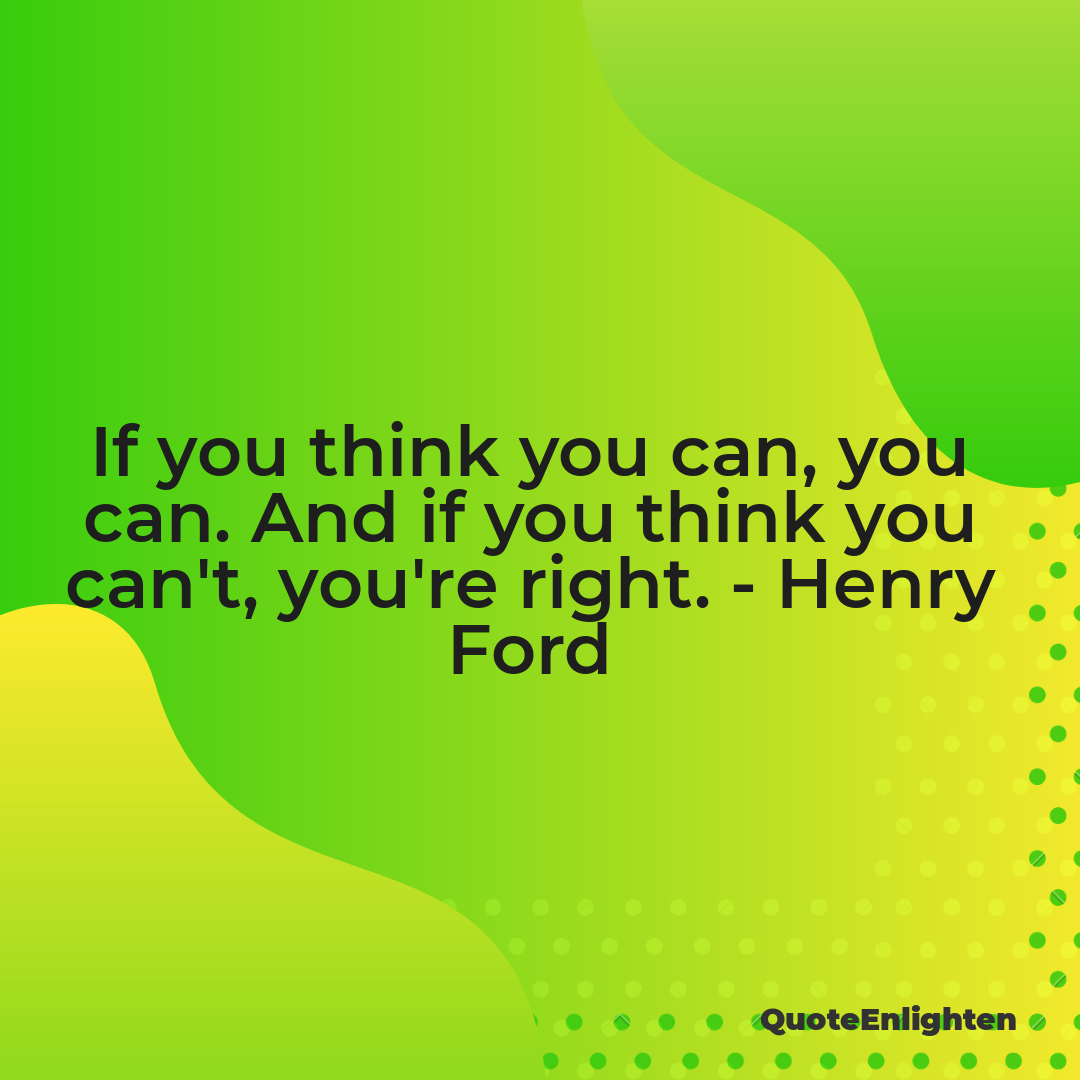 If you think you can, you
can. And if you think you
can't, you're right. - Henry
Ford
QuoteEnlighten